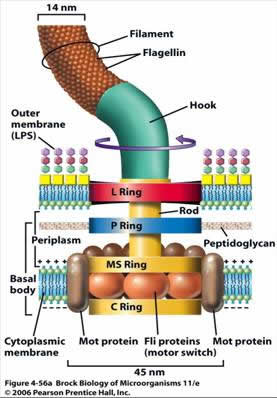 14 nm
Filament
Flagellin
Outer
membrane
(LPS)
Hook
L Ring
Rod
P Ring
Periplasm
Peptidoglycan
MS Ring
+ + + +
+ + + +
Basal
body
- - - -
- - - -
C Ring
Cytoplasmic
membrane
Mot protein
Fli proteins
(motor switch)
Mot protein
45 nm
Figure 4-56a Brock Biology of Microorganisms 11/e
© 2006 Pearson Prentice Hall, Inc.